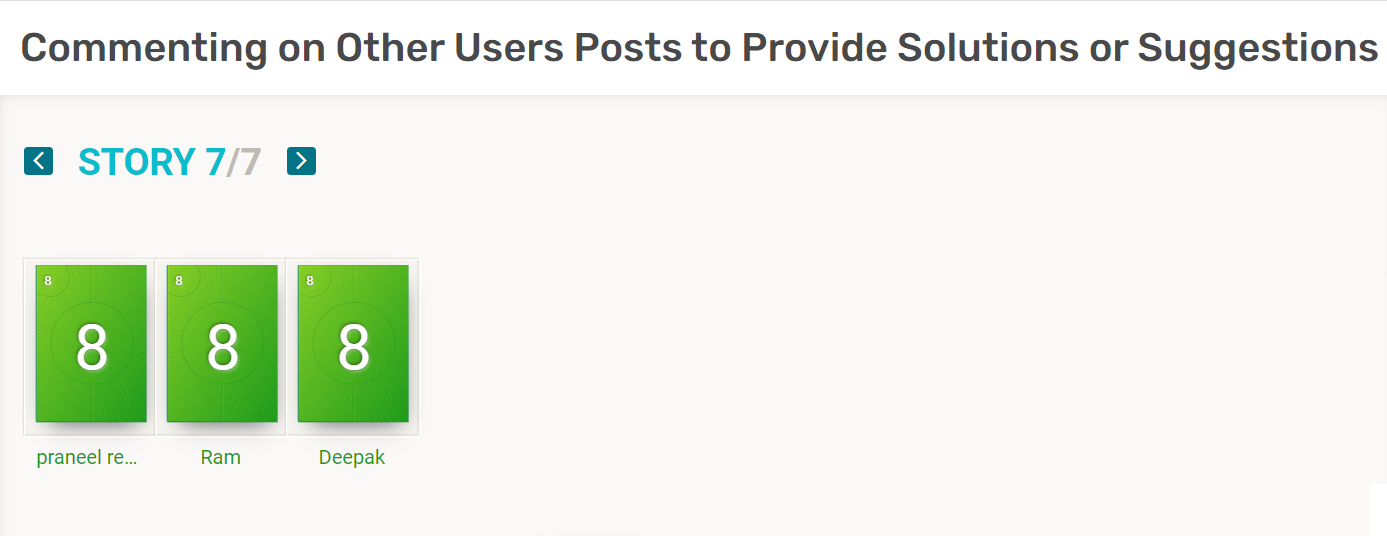 Commenting on Other Users Posts to Provide Solutions or Suggestions
STORY 7/7
8 8 8
8 8 8
praneel re... Ram Deepak